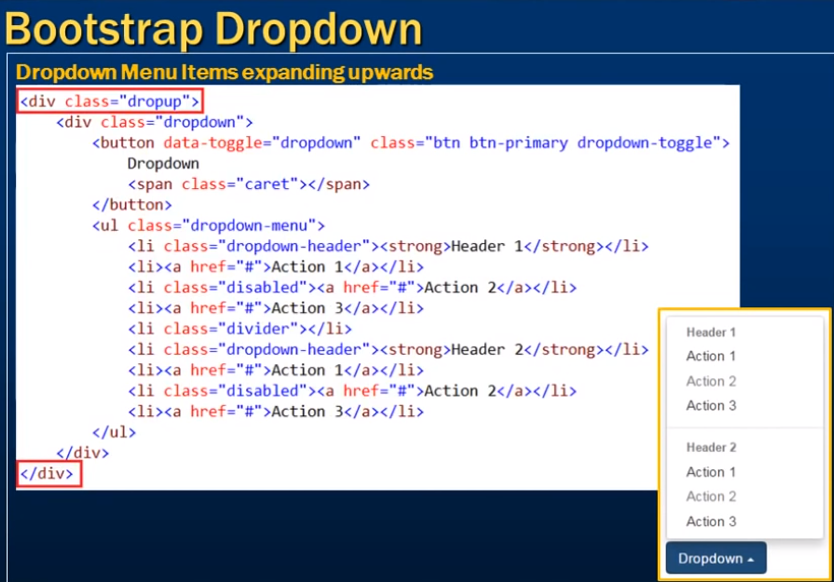 Bootstrap Dropdown
Dropdown Menu Items expanding upwards
<div class="dropup">
<div class="dropdown">
<button data-toggle="dropdown" class="btn btn-primary dropdown-toggle">
Dropdown
<span class="caret"></span>
</button>
<ul class="dropdown-menu">
<li class="dropdown-header"><strong>Header 1</strong></li>
<li><a href="#">Action 1</a></li>
<li class="disabled"><a href="#">Action 2</a></li>
<li><a href="#">Action 3</a></li>
<li class="divider"></li>
<li class="dropdown-header"><strong>Header 2</strong></li>
<li><a href="#">Action 1</a></li>
<li class="disabled"><a href="#">Action 2</a></li>
<li><a href="#">Action 3</a></li>
</ul>
</div>
</div>
Header 1
Action 1
Action 2
Action 3
Header 2
Action 1
Action 2
Action 3
Dropdown